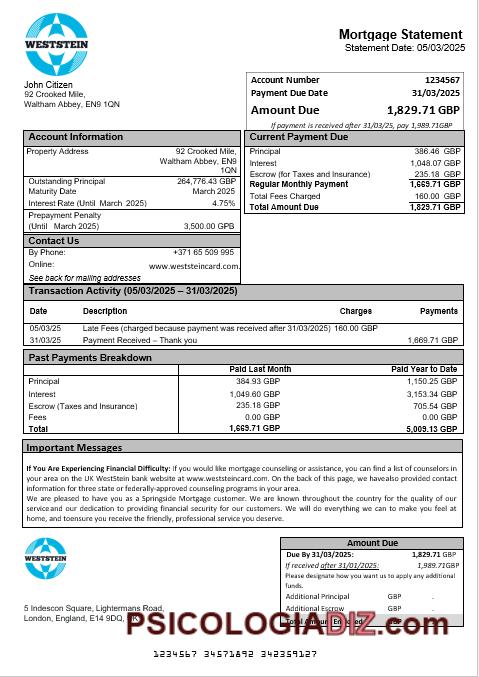 WESTSTEIN
Mortgage Statement
Statement Date: 05/03/2025
John Citizen
92 Crooked Mile,
Waltham Abbey, EN9 1QN
Account Number 1234567
Payment Due Date 31/03/2025
Amount Due 1,829.71 GBP
If payment is received after 31/03/25, pay 1,989.71GBP
Account Information
Property Address 92 Crooked Mile,
Waltham Abbey, EN9
1QN
Outstanding Principal 264,776.43 GBP
Maturity Date March 2025
Interest Rate (Until March 2025) 4.75%
Prepayment Penalty
(Until March 2025) 3,500.00 GPB
Contact Us
By Phone: +371 65 509 995
Online: www.weststeincard.com.
See back for mailing addresses
Current Payment Due
Principal 386.46 GBP
Interest 1,048.07 GBP
Escrow (for Taxes and Insurance) 235.18 GBP
Regular Monthly Payment 1,669.71 GBP
Total Fees Charged 160.00 GBP
Total Amount Due 1,829.71 GBP
Transaction Activity (05/03/2025 – 31/03/2025)
Date Description Charges Payments
05/03/25 Late Fees (charged because payment was received after 31/03/2025) 160.00 GBP
31/03/25 Payment Received – Thank you 1,669.71 GBP
Past Payments Breakdown
Paid Last Month Paid Year to Date
Principal 384.93 GBP 1,150.25 GBP
Interest 1,049.60 GBP 3,153.34 GBP
Escrow (Taxes and Insurance) 235.18 GBP 705.54 GBP
Fees 0.00 GBP 0.00 GBP
Total 1,669.71 GBP 5,009.13 GBP
Important Messages
If You Are Experiencing Financial Difficulty: If you would like mortgage counseling or assistance, you can find a list of counselors in
your area on the UK WestStein bank website at www.weststeincard.com. On the back of this page, we havealso provided contact
information for three state or federally-approved counseling programs in your area.
We are pleased to have you as a Springside Mortgage customer. We are known throughout the country for the quality of our
service and our dedication to providing financial security for our customers. We will do everything we can to make you feel at
home, and toensure you receive the friendly, professional service you deserve.
WESTSTEIN
Amount Due
Due By 31/03/2025: 1,829.71 GBP
If received after 31/01/2025: 1,989.71GBP
Please designate how you want us to apply any additional
funds.
Additional Principal GBP .
Additional Escrow GBP .
Total Amount Enclosed GBP .
5 Indescon Square, Lightermans Road,
London, England, E14 9DQ, UK
PSICOLOGIADIZ.com
1234567 34571892 342359127